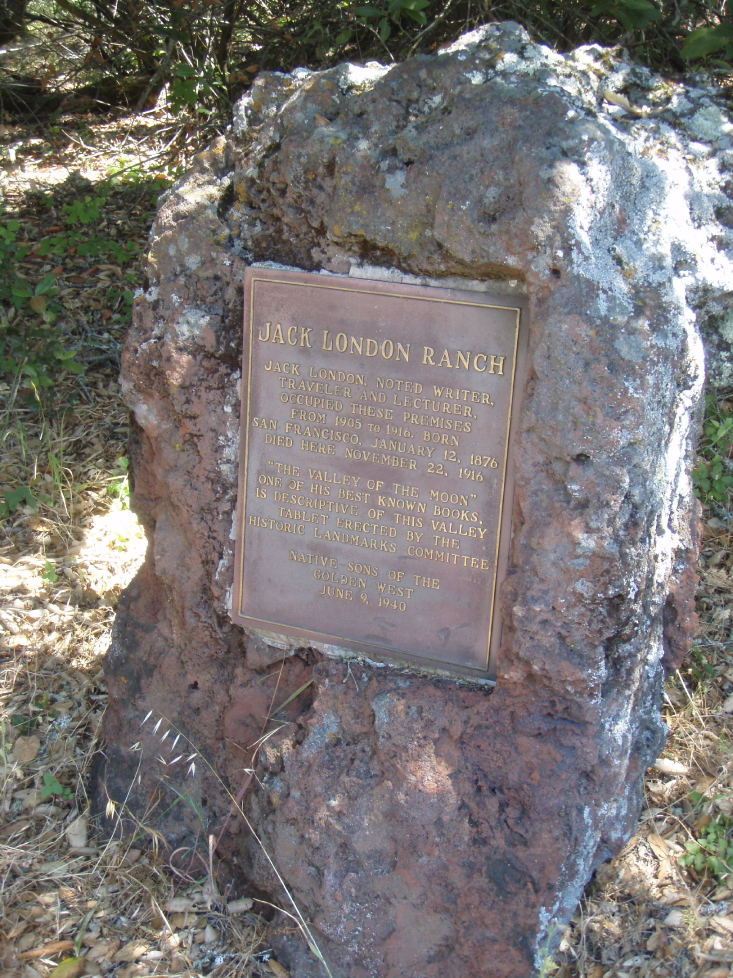 JACK LONDON RANCH
JACK LONDON, NOTED WRITER,
TRAVELER AND LECTURER,
OCCUPIED THESE PREMISES
FROM 1905 TO 1916. BORN
SAN FRANCISCO, JANUARY 12, 1876
DIED HERE NOVEMBER 22, 1916
"THE VALLEY OF THE MOON"
ONE OF HIS BEST KNOWN BOOKS,
IS DESCRIPTIVE OF THIS VALLEY
TABLET ERECTED BY THE
HISTORIC LANDMARKS COMMITTEE
NATIVE SONS OF THE
GOLDEN WEST
JUNE 9, 1940